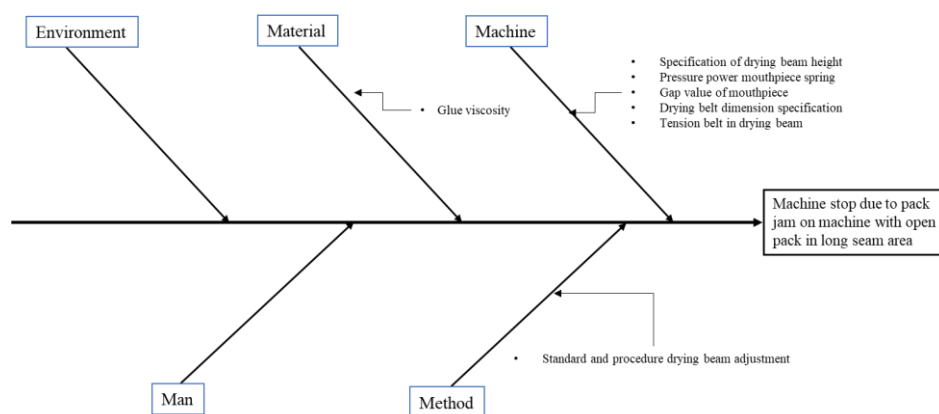 Environment
Material
Machine
• Specification of drying beam height
• Pressure power mouthpiece spring
• Gap value of mouthpiece
• Drying belt dimension specification
• Tension belt in drying beam
• Glue viscosity
Machine stop due to pack
jam on machine with open
pack in long seam area
• Standard and procedure drying beam adjustment
Man
Method